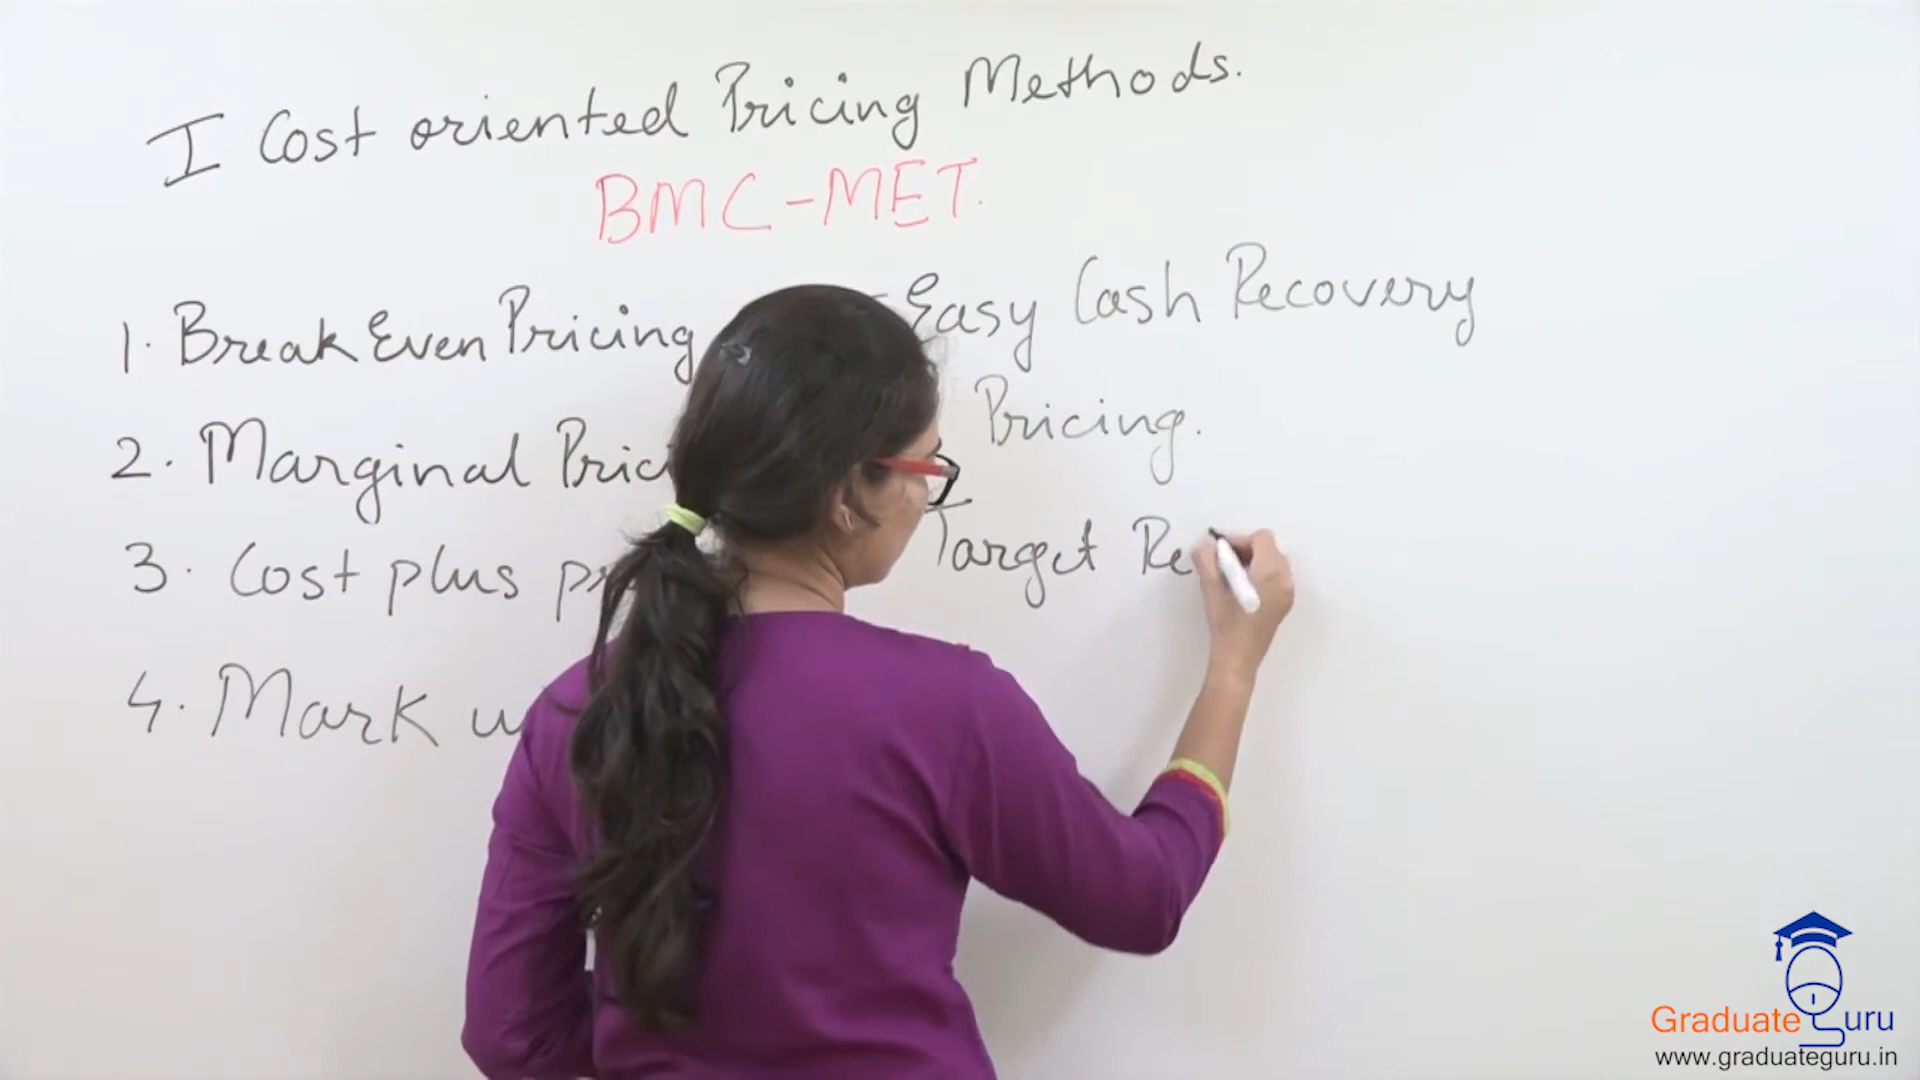 I Cost oriented Pricing Methods.
BMC-MET.
1. Break Even Pricing
2. Marginal Pric
3. Cost plus pr
4. Mark u
Easy Cash Recovery
Pricing.
Target Re
Graduate Guru
www.graduateguru.in